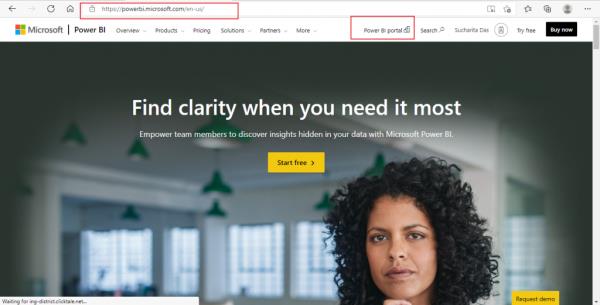 https://powerbi.microsoft.com/en-us/
Microsoft Power BI Overview Products Pricing Solutions Partners More Power BI portal Search Sucharita Das Try free Buy now
Find clarity when you need it most
Empower team members to discover insights hidden in your data with Microsoft Power BI.
Start free >
Request demo
Waiting for ing-district.clicktale.net...